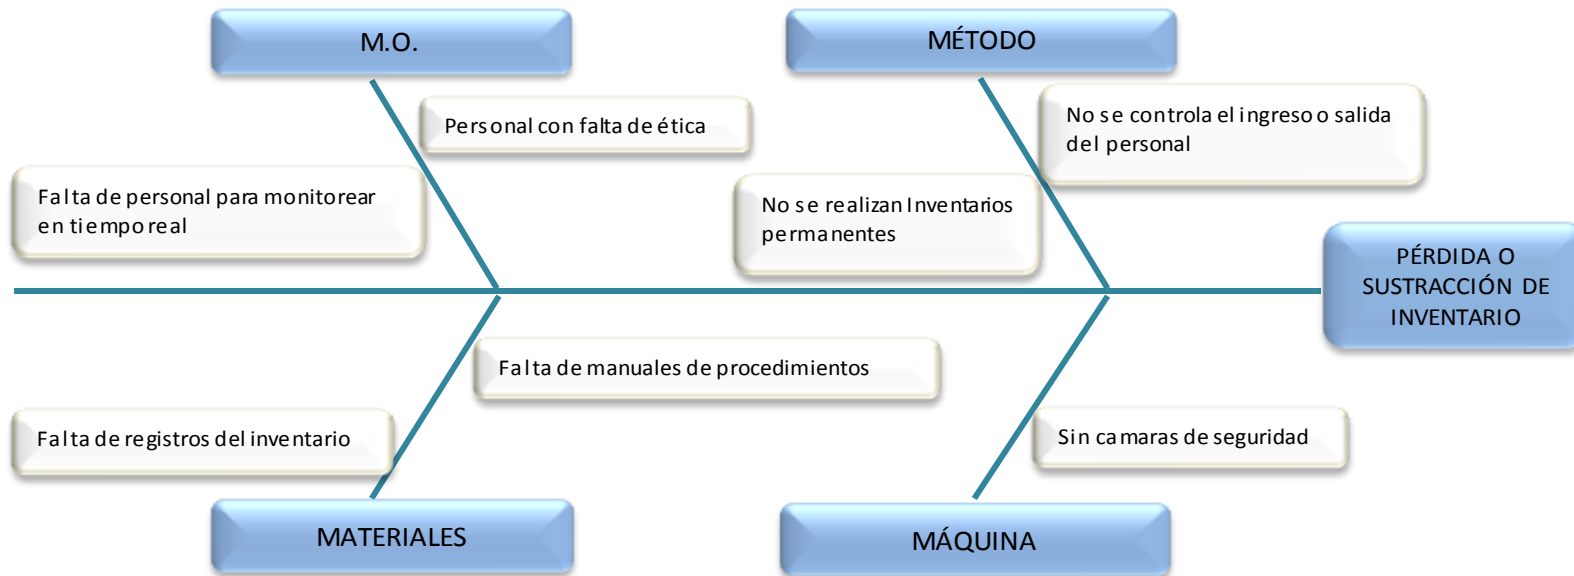 M.O.
MÉTODO
Personal con falta de ética
No se controla el ingreso o salida
del personal
Falta de personal para monitorear
en tiempo real
No se realizan Inventarios
permanentes
PÉRDIDA O
SUSTRACCIÓN DE
INVENTARIO
Falta de manuales de procedimientos
Falta de registros del inventario
Sin camaras de seguridad
MATERIALES
MÁQUINA